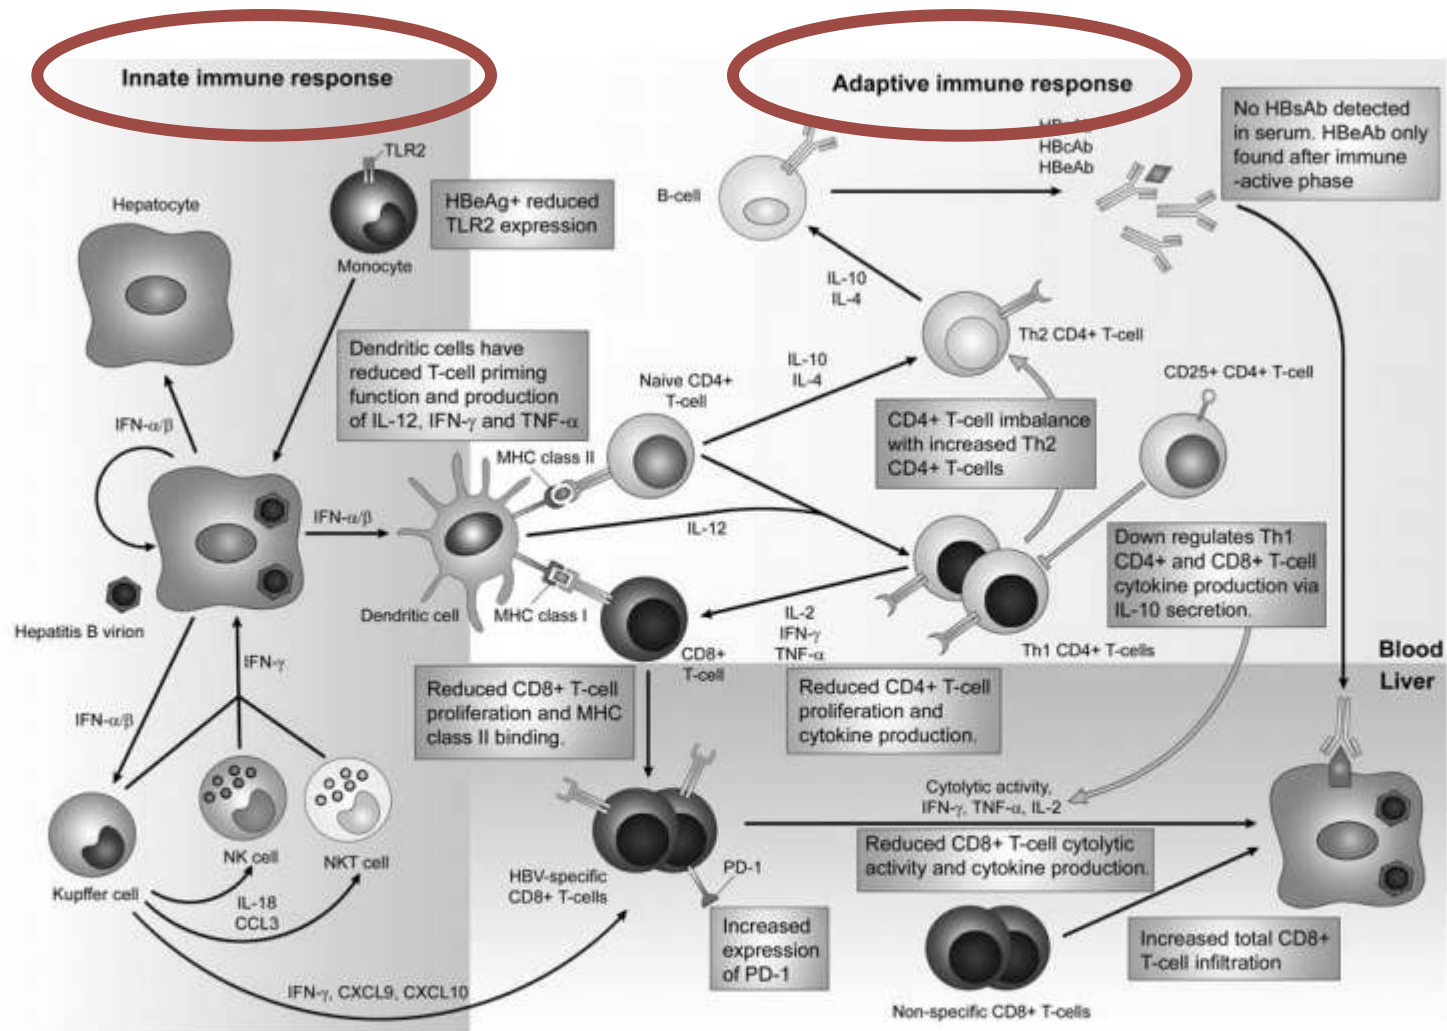 Innate immune response
Adaptive immune response
TLR2
Hepatocyte
HBeAg+ reduced
TLR2 expression
Monocyte
HBcAb
HBeAb
No HBsAb detected
in serum. HBeAb only
found after immune
-active phase
B-cell
IL-10
IL-4
Th2 CD4+ T-cell
Dendritic cells have
reduced T-cell priming
function and production
of IL-12, IFN-γ and TNF-α
IL-10
IL-4
Naive CD4+
T-cell
CD25+ CD4+ T-cell
CD4+ T-cell imbalance
with increased Th2
CD4+ T-cells
IFN-α/β
MHC class II
IFN-α/β
IL-12
Down regulates Th1
CD4+ and CD8+ T-cell
cytokine production via
IL-10 secretion.
Hepatitis B virion
Dendritic cell
MHC class I
IL-2
IFN-γ
TNF-α
Th1 CD4+ T-cells
CD8+
T-cell
Blood
Liver
IFN-γ
IFN-α/β
Reduced CD8+ T-cell
proliferation and MHC
class II binding.
Reduced CD4+ T-cell
proliferation and
cytokine production.
Cytolytic activity,
IFN-γ, TNF-α, IL-2
Reduced CD8+ T-cell cytolytic
activity and cytokine production.
Kupffer cell
NK cell
NKT cell
IL-18
CCL3
HBV-specific
CD8+ T-cells
PD-1
Increased
expression
of PD-1
Increased total CD8+
T-cell infiltration
IFN-γ, CXCL9, CXCL10
Non-specific CD8+ T-cells